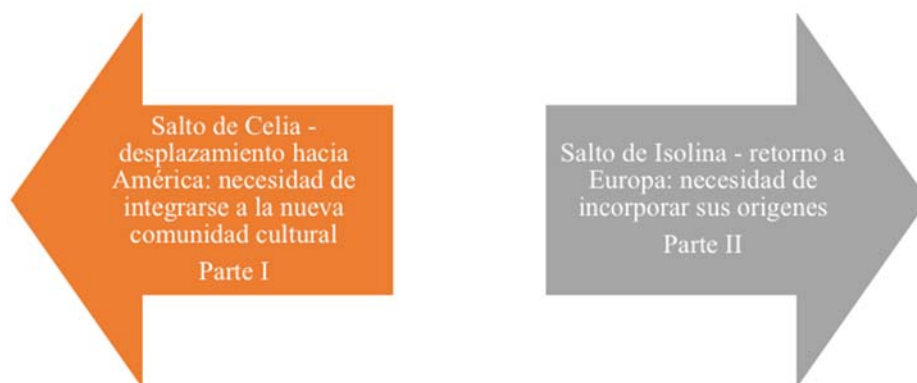 Salto de Celia -
desplazamiento hacia
América: necesidad de
integrarse a la nueva
comunidad cultural
Parte I
Salto de Isolina - retorno a
Europa: necesidad de
incorporar sus origenes
Parte II